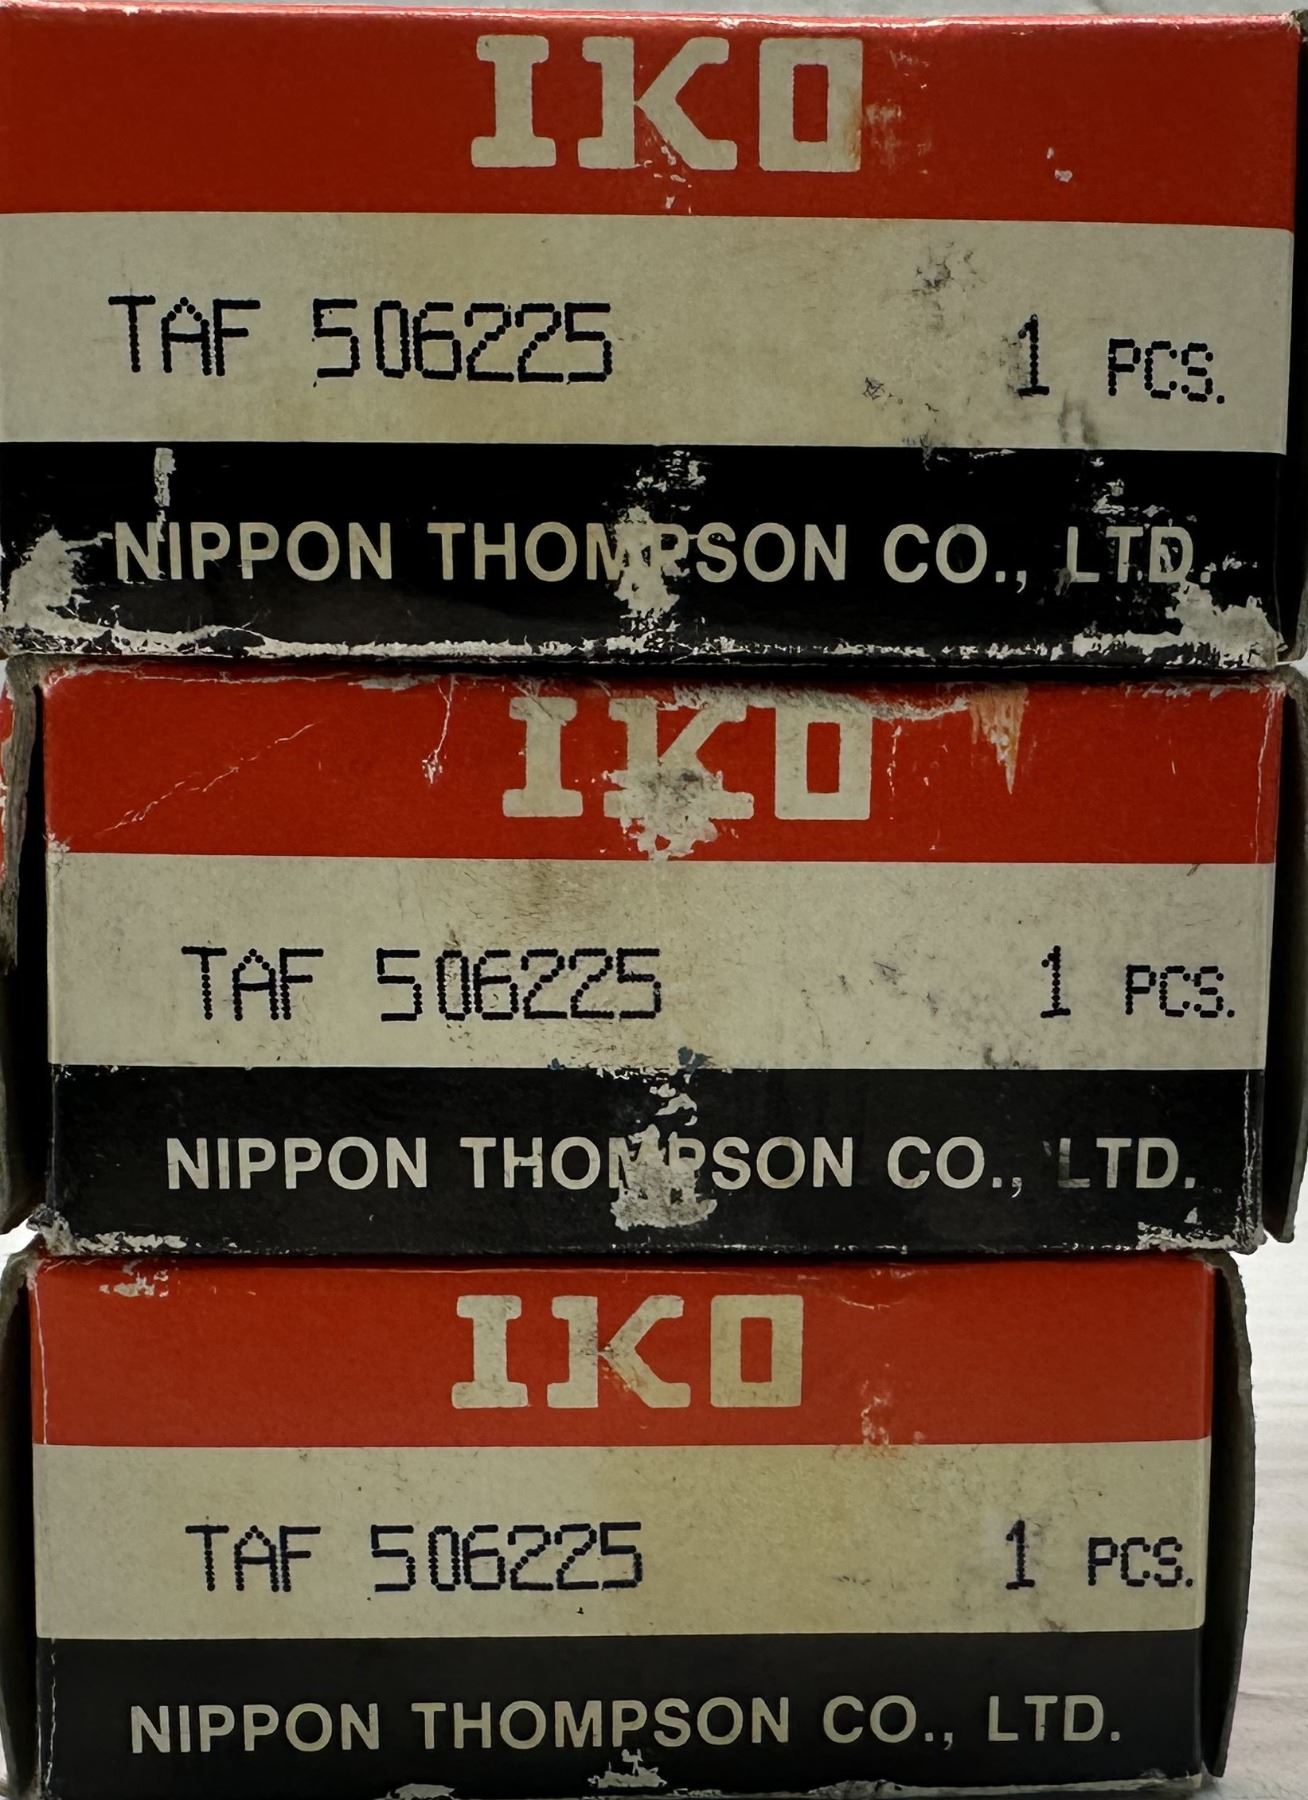 IKO
TAF 506225 1 PCS.
NIPPON THOMPSON CO., LTD.
IKO
TAF 506225 1 PCS.
NIPPON THOMPSON CO., LTD.
IKO
TAF 506225 1 PCS.
NIPPON THOMPSON CO., LTD.